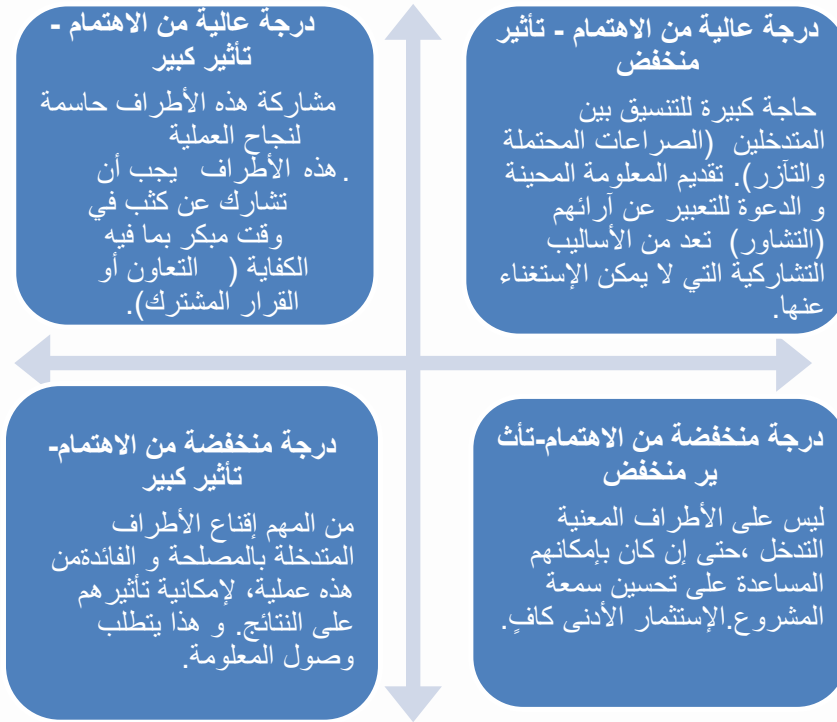 درجة عالية من الاهتمام - تأثير
منخفض
حاجة كبيرة للتنسيق بين
المتدخلين (الصراعات المحتملة
والتآزر). تقديم المعلومة المحينة
و الدعوة للتعبير عن آرائهم
(التشاور) تعد من الأساليب
التشاركية التي لا يمكن الإستغناء
عنها.
درجة عالية من الاهتمام -
تأثير كبير
مشاركة هذه الأطراف حاسمة
لنجاح العملية
.هذه الأطراف يجب أن
تشارك عن كثب في
وقت مبكر بما فيه
الكفاية ( التعاون أو
القرار المشترك).
درجة منخفضة من الاهتمام-تأث
ير منخفض
ليس على الأطراف المعنية
التدخل ،حتى إن كان بإمكانهم
المساعدة على تحسين سمعة
المشروع.الإستثمار الأدنى كافٍ.
درجة منخفضة من الاهتمام-
تأثير كبير
من المهم إقناع الأطراف
المتدخلة بالمصلحة و الفائدةمن
هذه عملية، لإمكانية تأثيرهم
على النتائج. و هذا يتطلب
وصول المعلومة.